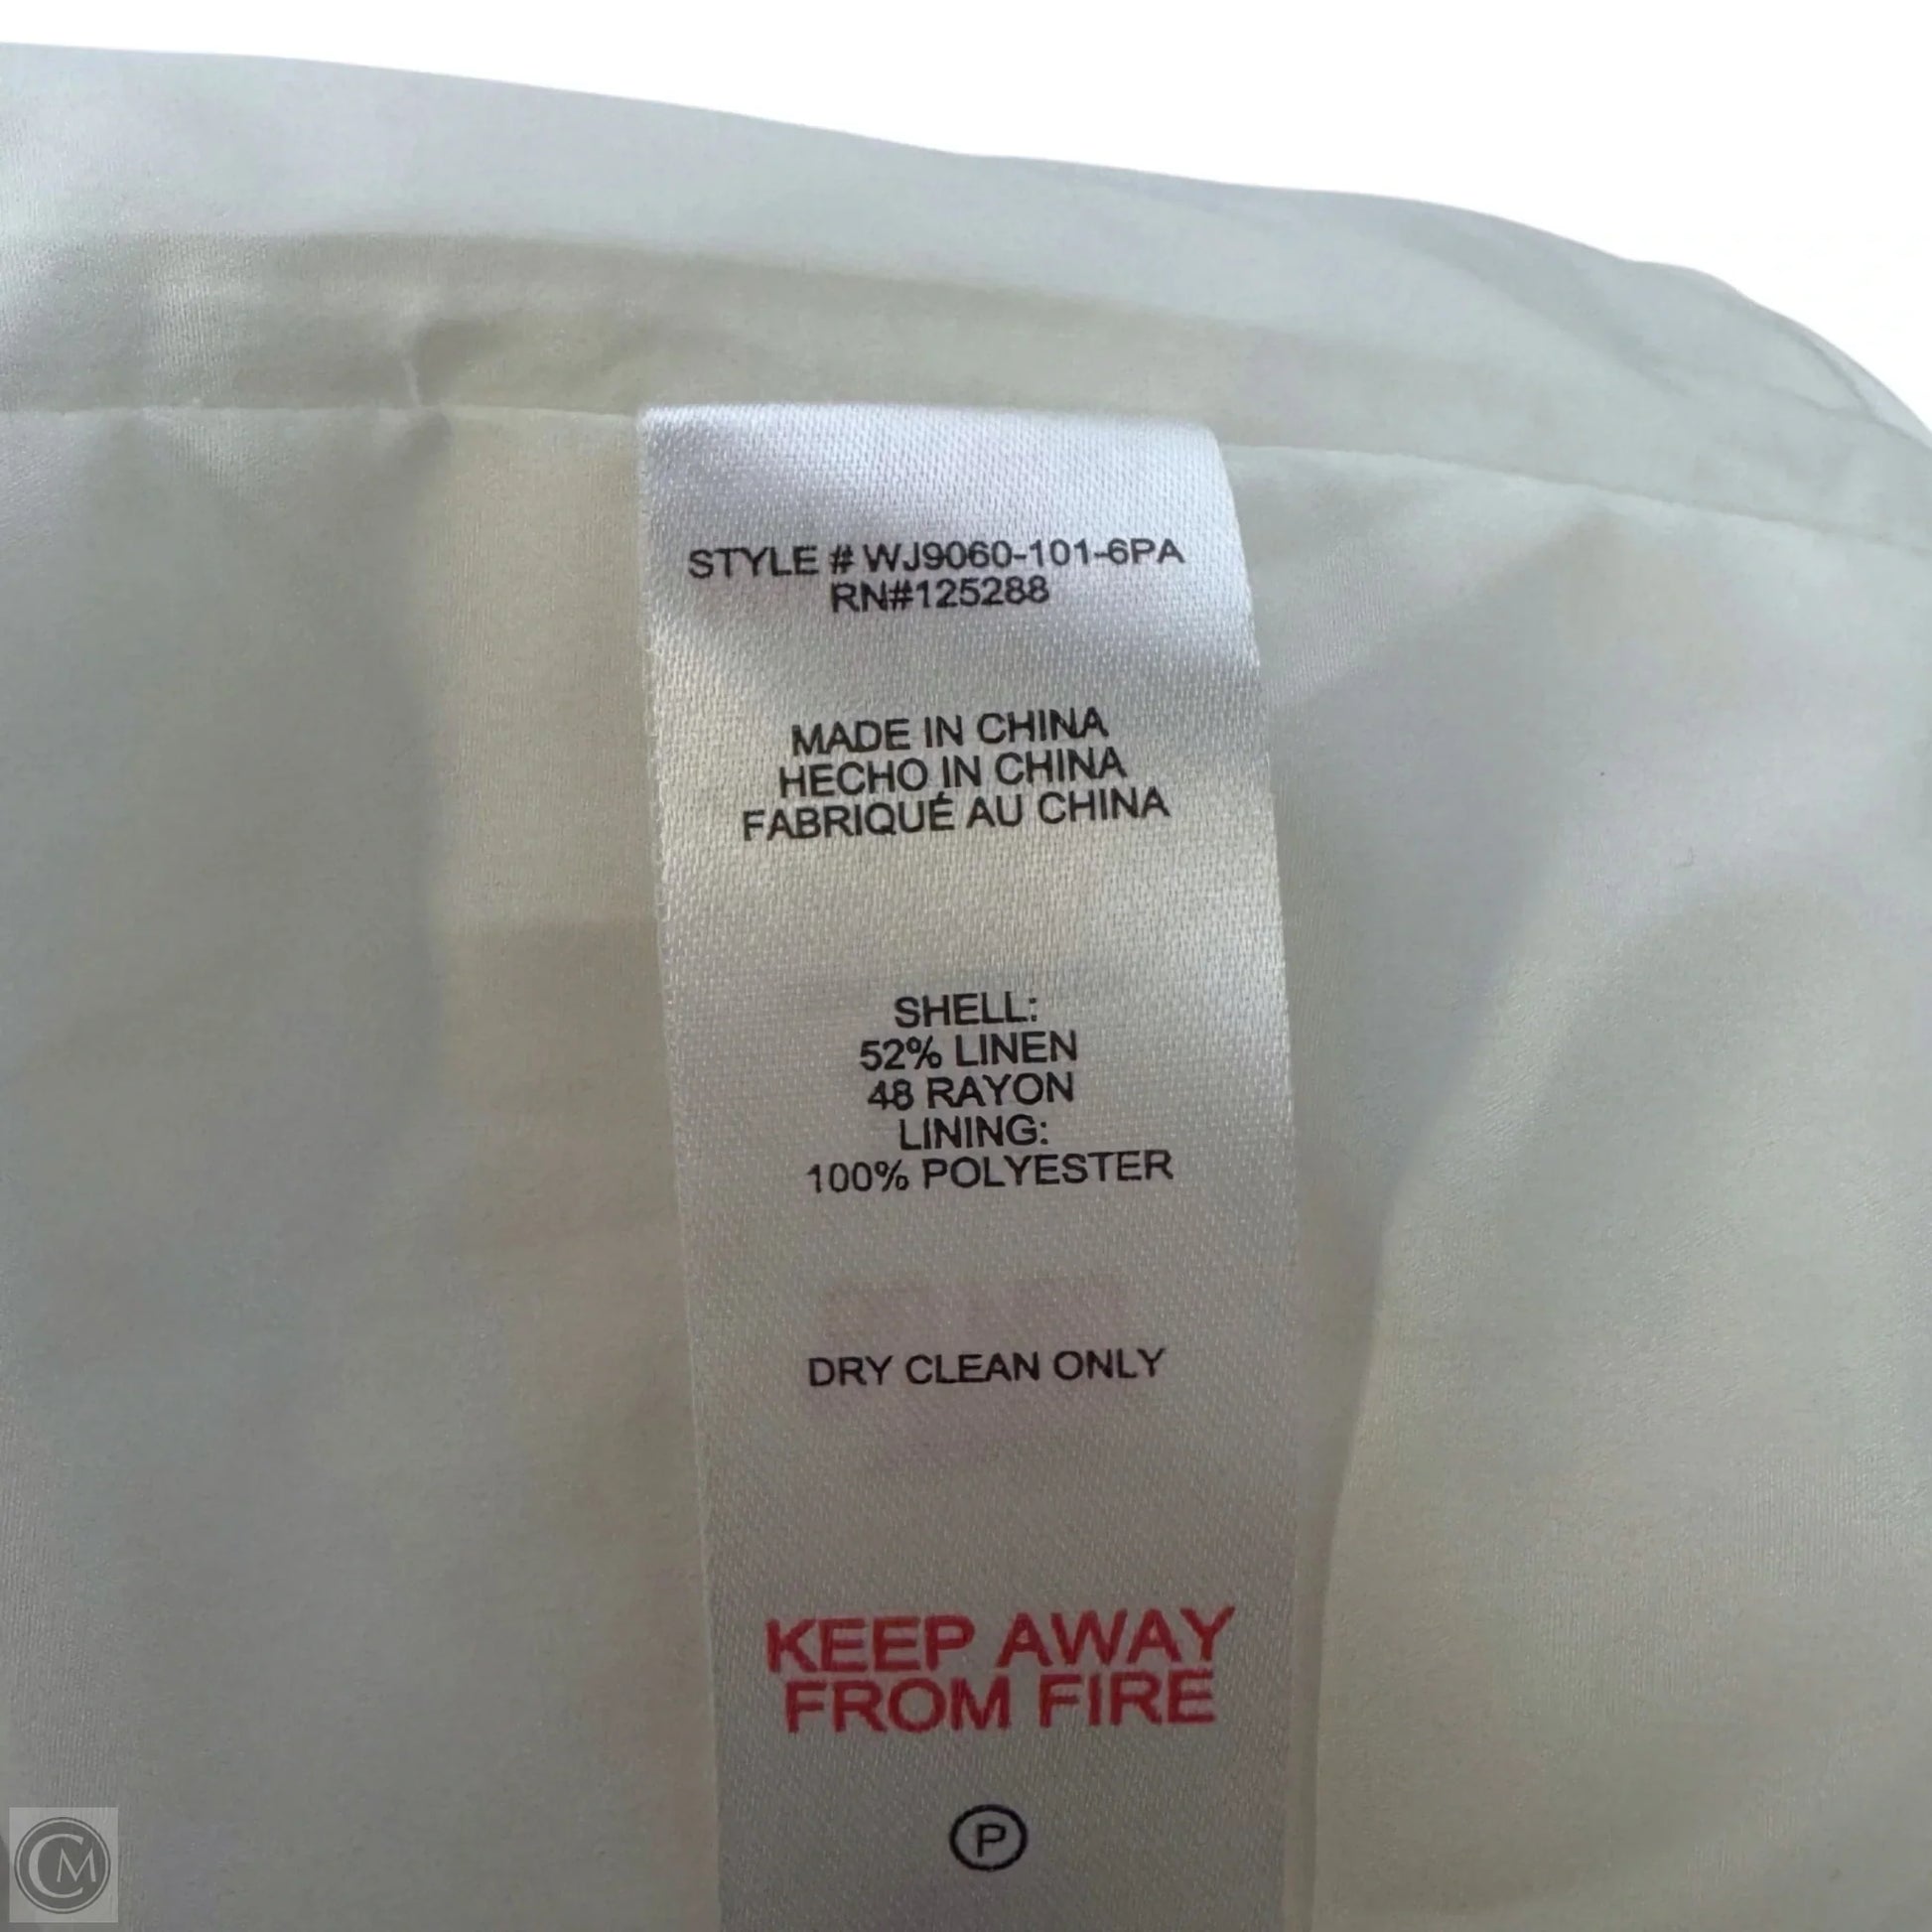 STYLE # WJ9060-101-6PA
RN#125288
MADE IN CHINA
HECHO IN CHINA
FABRIQUÉ AU CHINA
SHELL:
52% LINEN
48 RAYON
LINING:
100% POLYESTER
DRY CLEAN ONLY
KEEP AWAY
FROM FIRE
P
CM